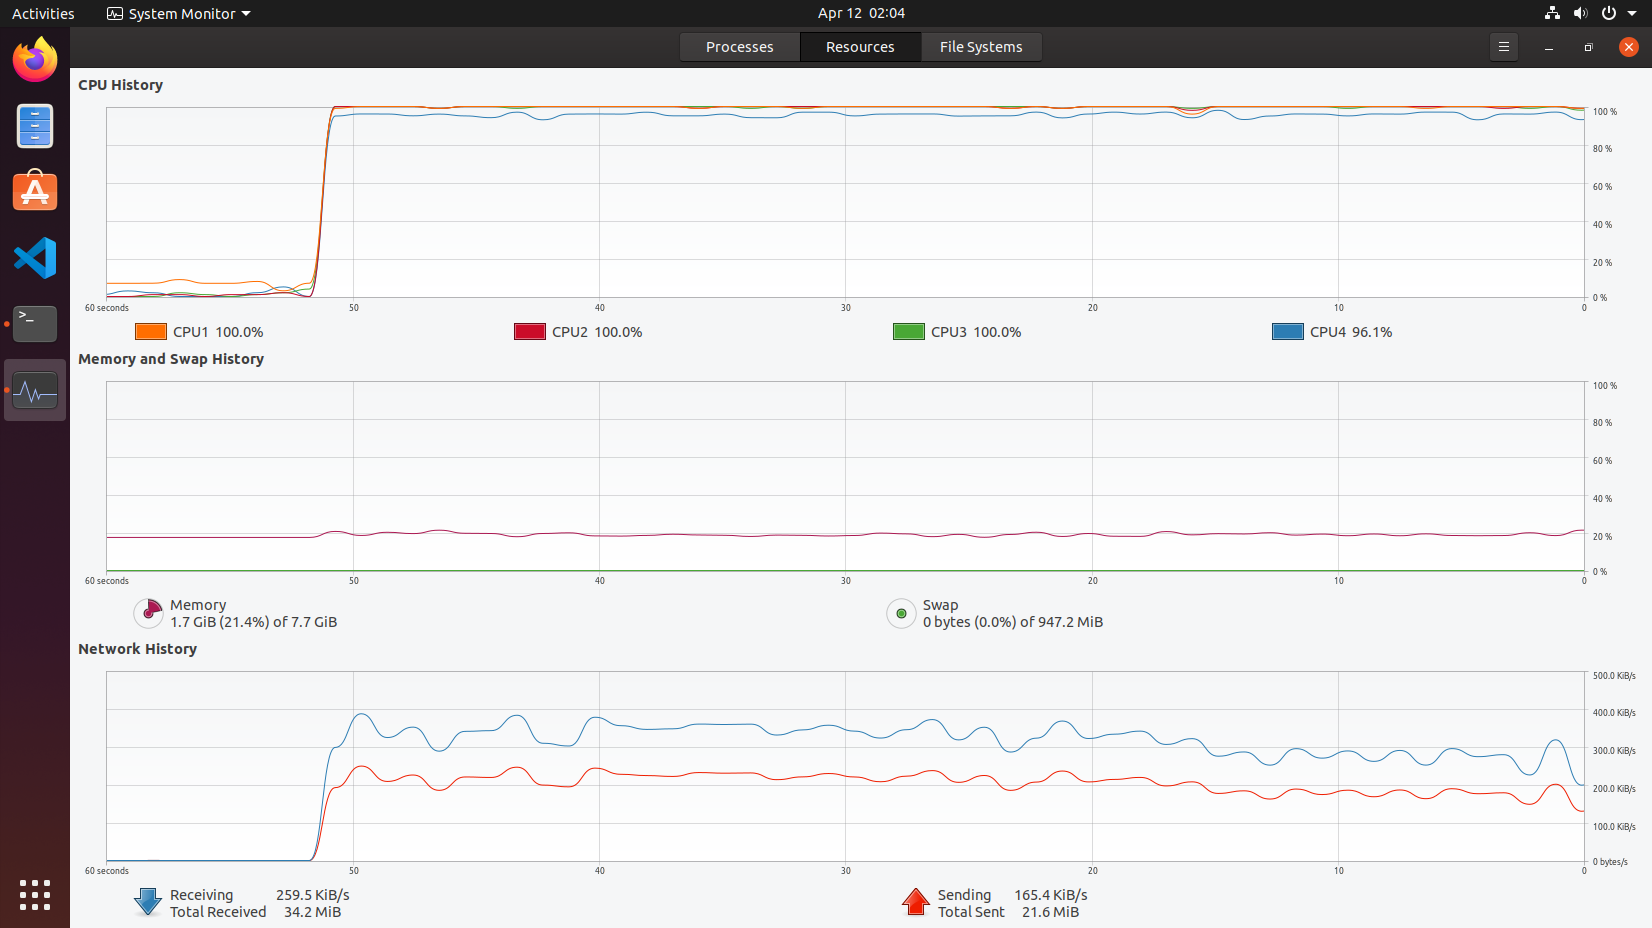 Activities System Monitor Apr 12 02:04
Processes Resources File Systems
CPU History
100 %
80 %
60 %
40 %
20 %
0 %
60 seconds 50 40 30 20 10 0
CPU1 100.0% CPU2 100.0% CPU3 100.0% CPU4 96.1%
Memory and Swap History
100 %
80 %
60 %
40 %
20 %
0 %
60 seconds 50 40 30 20 10 0
Memory
1.7 GiB (21.4%) of 7.7 GiB
Swap
0 bytes (0.0%) of 947.2 MiB
Network History
500.0 KiB/s
400.0 KiB/s
300.0 KiB/s
200.0 KiB/s
100.0 KiB/s
0 bytes/s
60 seconds 50 40 30 20 10 0
Receiving 259.5 KiB/s
Total Received 34.2 MiB
Sending 165.4 KiB/s
Total Sent 21.6 MiB